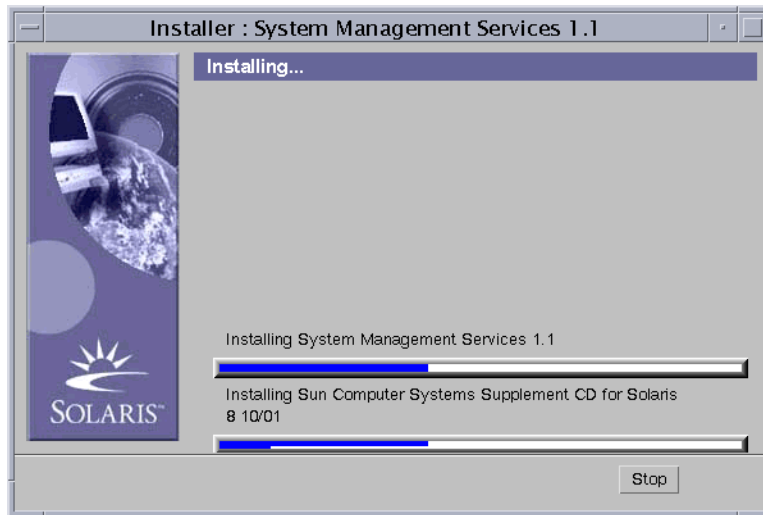 Installer : System Management Services 1.1
Installing...
Installing System Management Services 1.1
Installing Sun Computer Systems Supplement CD for Solaris
8 10/01
SOLARIS™
Stop